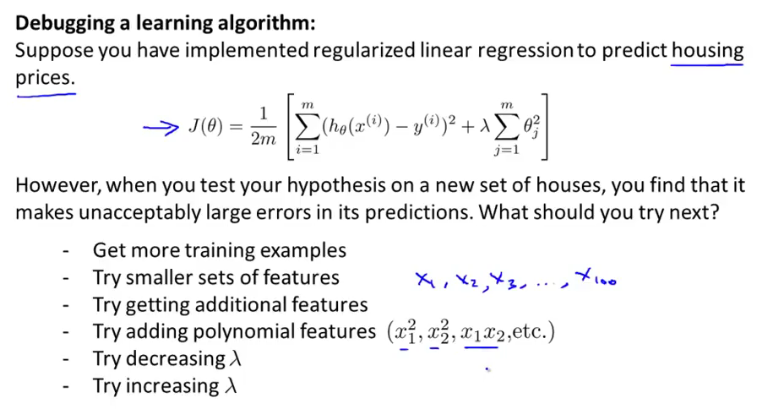 Debugging a learning algorithm:
Suppose you have implemented regularized linear regression to predict housing
prices.
→ J(θ) = 1/2m [ ∑_{i=1}^{m} (h_θ(x^{(i)}) − y^{(i)})² + λ ∑_{j=1}^{m} θ_j² ]
However, when you test your hypothesis on a new set of houses, you find that it
makes unacceptably large errors in its predictions. What should you try next?
- Get more training examples
- Try smaller sets of features x₁, x₂, x₃, ..., x₁₀₀
- Try getting additional features
- Try adding polynomial features (x₁², x₂², x₁x₂,etc.)
- Try decreasing λ
- Try increasing λ